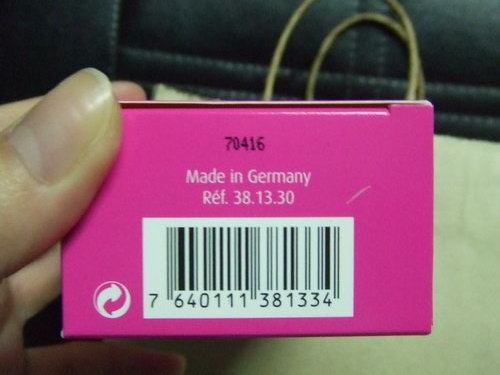 70416
Made in Germany
Réf. 38.13.30
7 640111 381334